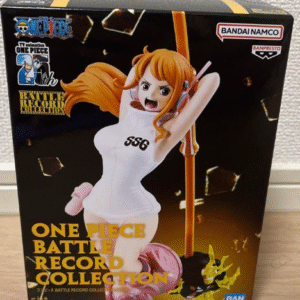 ONE PIECE
BANDAI NAMCO
BANPRESTO
TV animation
ONE PIECE
25th
BATTLE
RECORD
COLLECTION
SSG
ONE PIECE
BATTLE
RECORD
COLLECTION
BAN